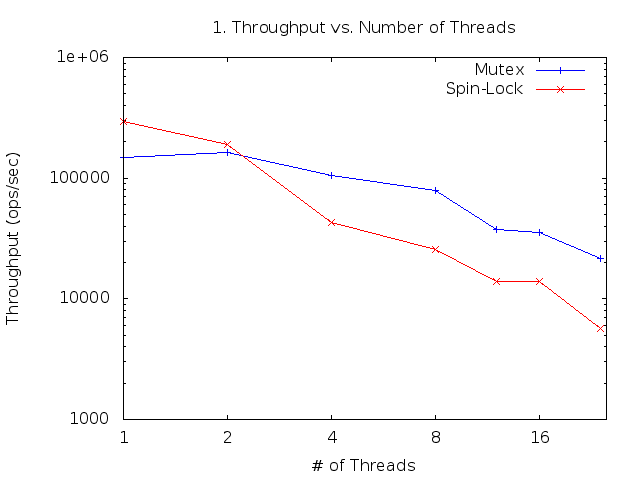 1. Throughput vs. Number of Threads
1e+06
100000
10000
1000
Throughput (ops/sec)
Mutex
Spin-Lock
1 2 4 8 16
# of Threads